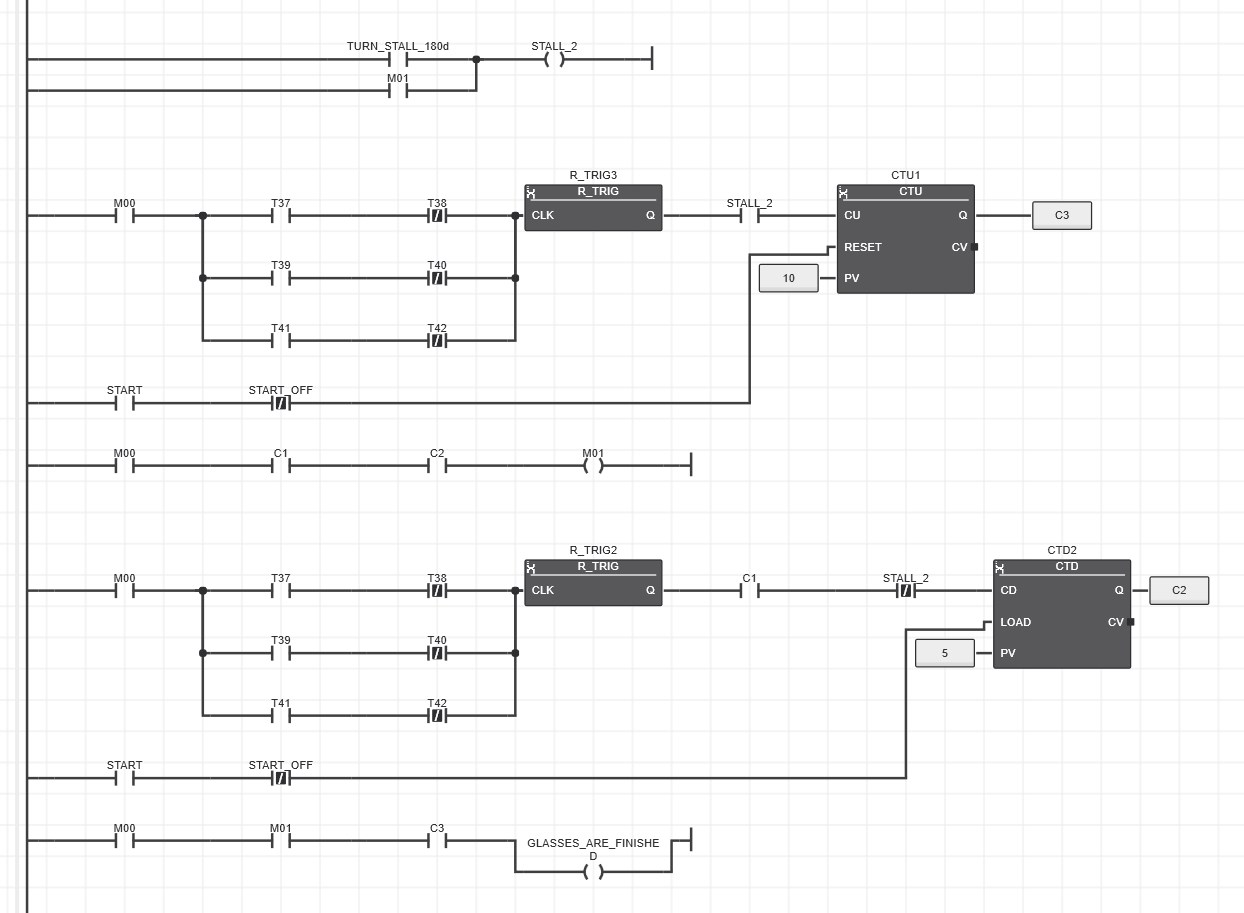 TURN_STALL_180d STALL_2
M01
R_TRIG3 CTU1
R_TRIG CTU
M00 T37 T38 CLK Q STALL_2 CU Q C3
T39 T40 RESET CV
10 PV
T41 T42
START START_OFF
M00 C1 C2 M01
R_TRIG2 CTD2
R_TRIG CTD
M00 T37 T38 CLK Q C1 STALL_2 CD Q C2
T39 T40 LOAD CV
5 PV
T41 T42
START START_OFF
M00 M01 C3
GLASSES_ARE_FINISHE
D